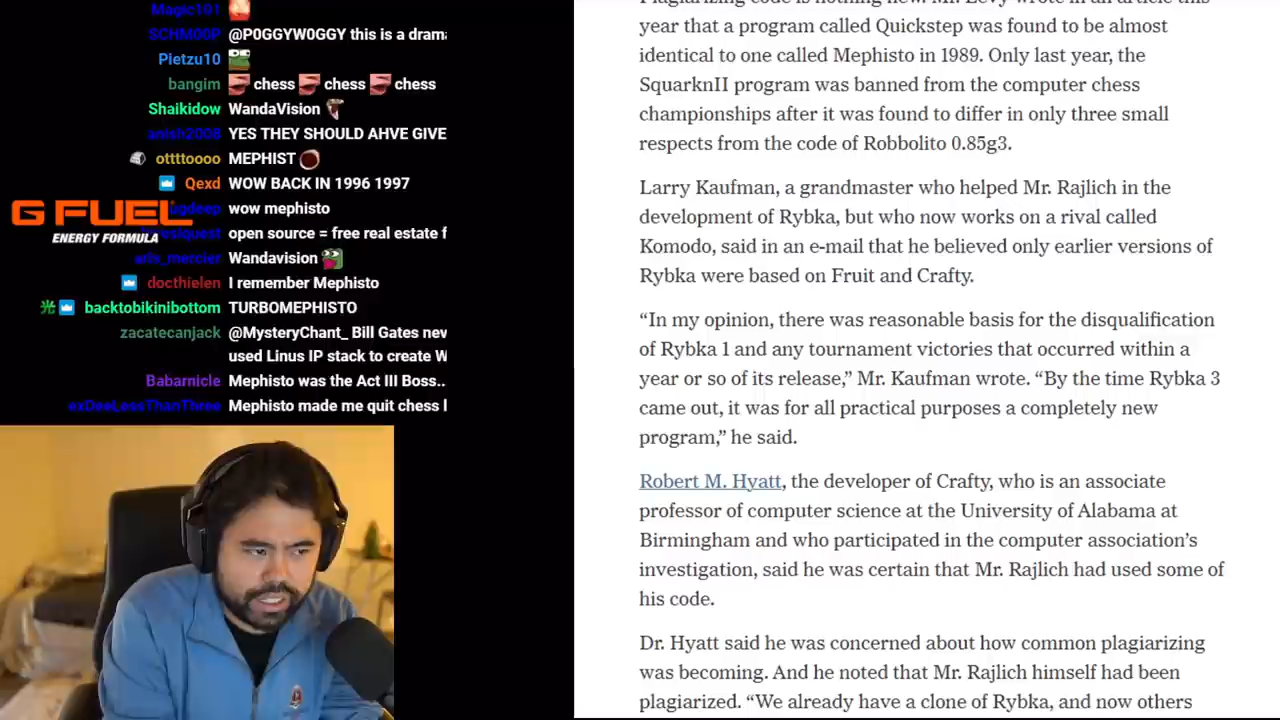 Magic101
SCHM00P @P0GGYW0GGY this is a drama
Pletzu10
bangim chess chess chess
Shaikidow WandaVision
anish2008 YES THEY SHOULD AHVE GIVE
ottttoooo MEPHIST
Qexd WOW BACK IN 1996 1997
wow mephisto
G FUEL
ENERGY FORMULA
open source = free real estate f
Wandavision
docthielen I remember Mephisto
backtobikinibottom TURBOMEPHISTO
zacatecanjack @MysteryChant_ Bill Gates nev
used Linus IP stack to create W
Babarnicle Mephisto was the Act III Boss..
exDeeLessThanThree Mephisto made me quit chess
year that a program called Quickstep was found to be almost
identical to one called Mephisto in 1989. Only last year, the
SquarknII program was banned from the computer chess
championships after it was found to differ in only three small
respects from the code of Robbolito 0.85g3.
Larry Kaufman, a grandmaster who helped Mr. Rajlich in the
development of Rybka, but who now works on a rival called
Komodo, said in an e-mail that he believed only earlier versions of
Rybka were based on Fruit and Crafty.
“In my opinion, there was reasonable basis for the disqualification
of Rybka 1 and any tournament victories that occurred within a
year or so of its release,” Mr. Kaufman wrote. “By the time Rybka 3
came out, it was for all practical purposes a completely new
program,” he said.
Robert M. Hyatt, the developer of Crafty, who is an associate
professor of computer science at the University of Alabama at
Birmingham and who participated in the computer association’s
investigation, said he was certain that Mr. Rajlich had used some of
his code.
Dr. Hyatt said he was concerned about how common plagiarizing
was becoming. And he noted that Mr. Rajlich himself had been
plagiarized. “We already have a clone of Rybka, and now others